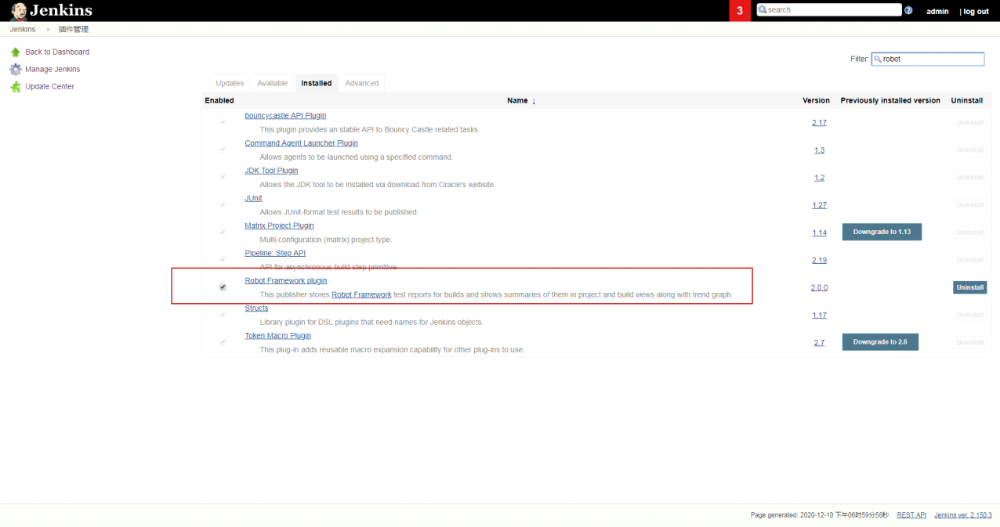 Jenkins
3
search
admin
| log out
Jenkins
插件管理
Back to Dashboard
Manage Jenkins
Update Center
Filter: robot
Updates Available Installed Advanced
Enabled Name ↓ Version Previously installed version Uninstall
bouncycastle API Plugin
This plugin provides an stable API to Bouncy Castle related tasks.
2.17 Uninstall
Command Agent Launcher Plugin
Allows agents to be launched using a specified command.
1.3 Uninstall
JDK Tool Plugin
Allows the JDK tool to be installed via download from Oracle's website.
1.2 Uninstall
JUnit
Allows JUnit-format test results to be published.
1.27 Uninstall
Matrix Project Plugin
Multi-configuration (matrix) project type.
1.14 Downgrade to 1.13 Uninstall
Pipeline: Step API
API for asynchronous build step primitive.
2.19 Uninstall
Robot Framework plugin
This publisher stores Robot Framework test reports for builds and shows summaries of them in project and build views along with trend graph.
2.0.0 Uninstall
Structs
Library plugin for DSL plugins that need names for Jenkins objects.
1.17 Uninstall
Token Macro Plugin
This plug-in adds reusable macro expansion capability for other plug-ins to use.
2.7 Downgrade to 2.6 Uninstall
Page generated: 2020-12-10 下午06时59分58秒 REST API Jenkins ver. 2.150.3